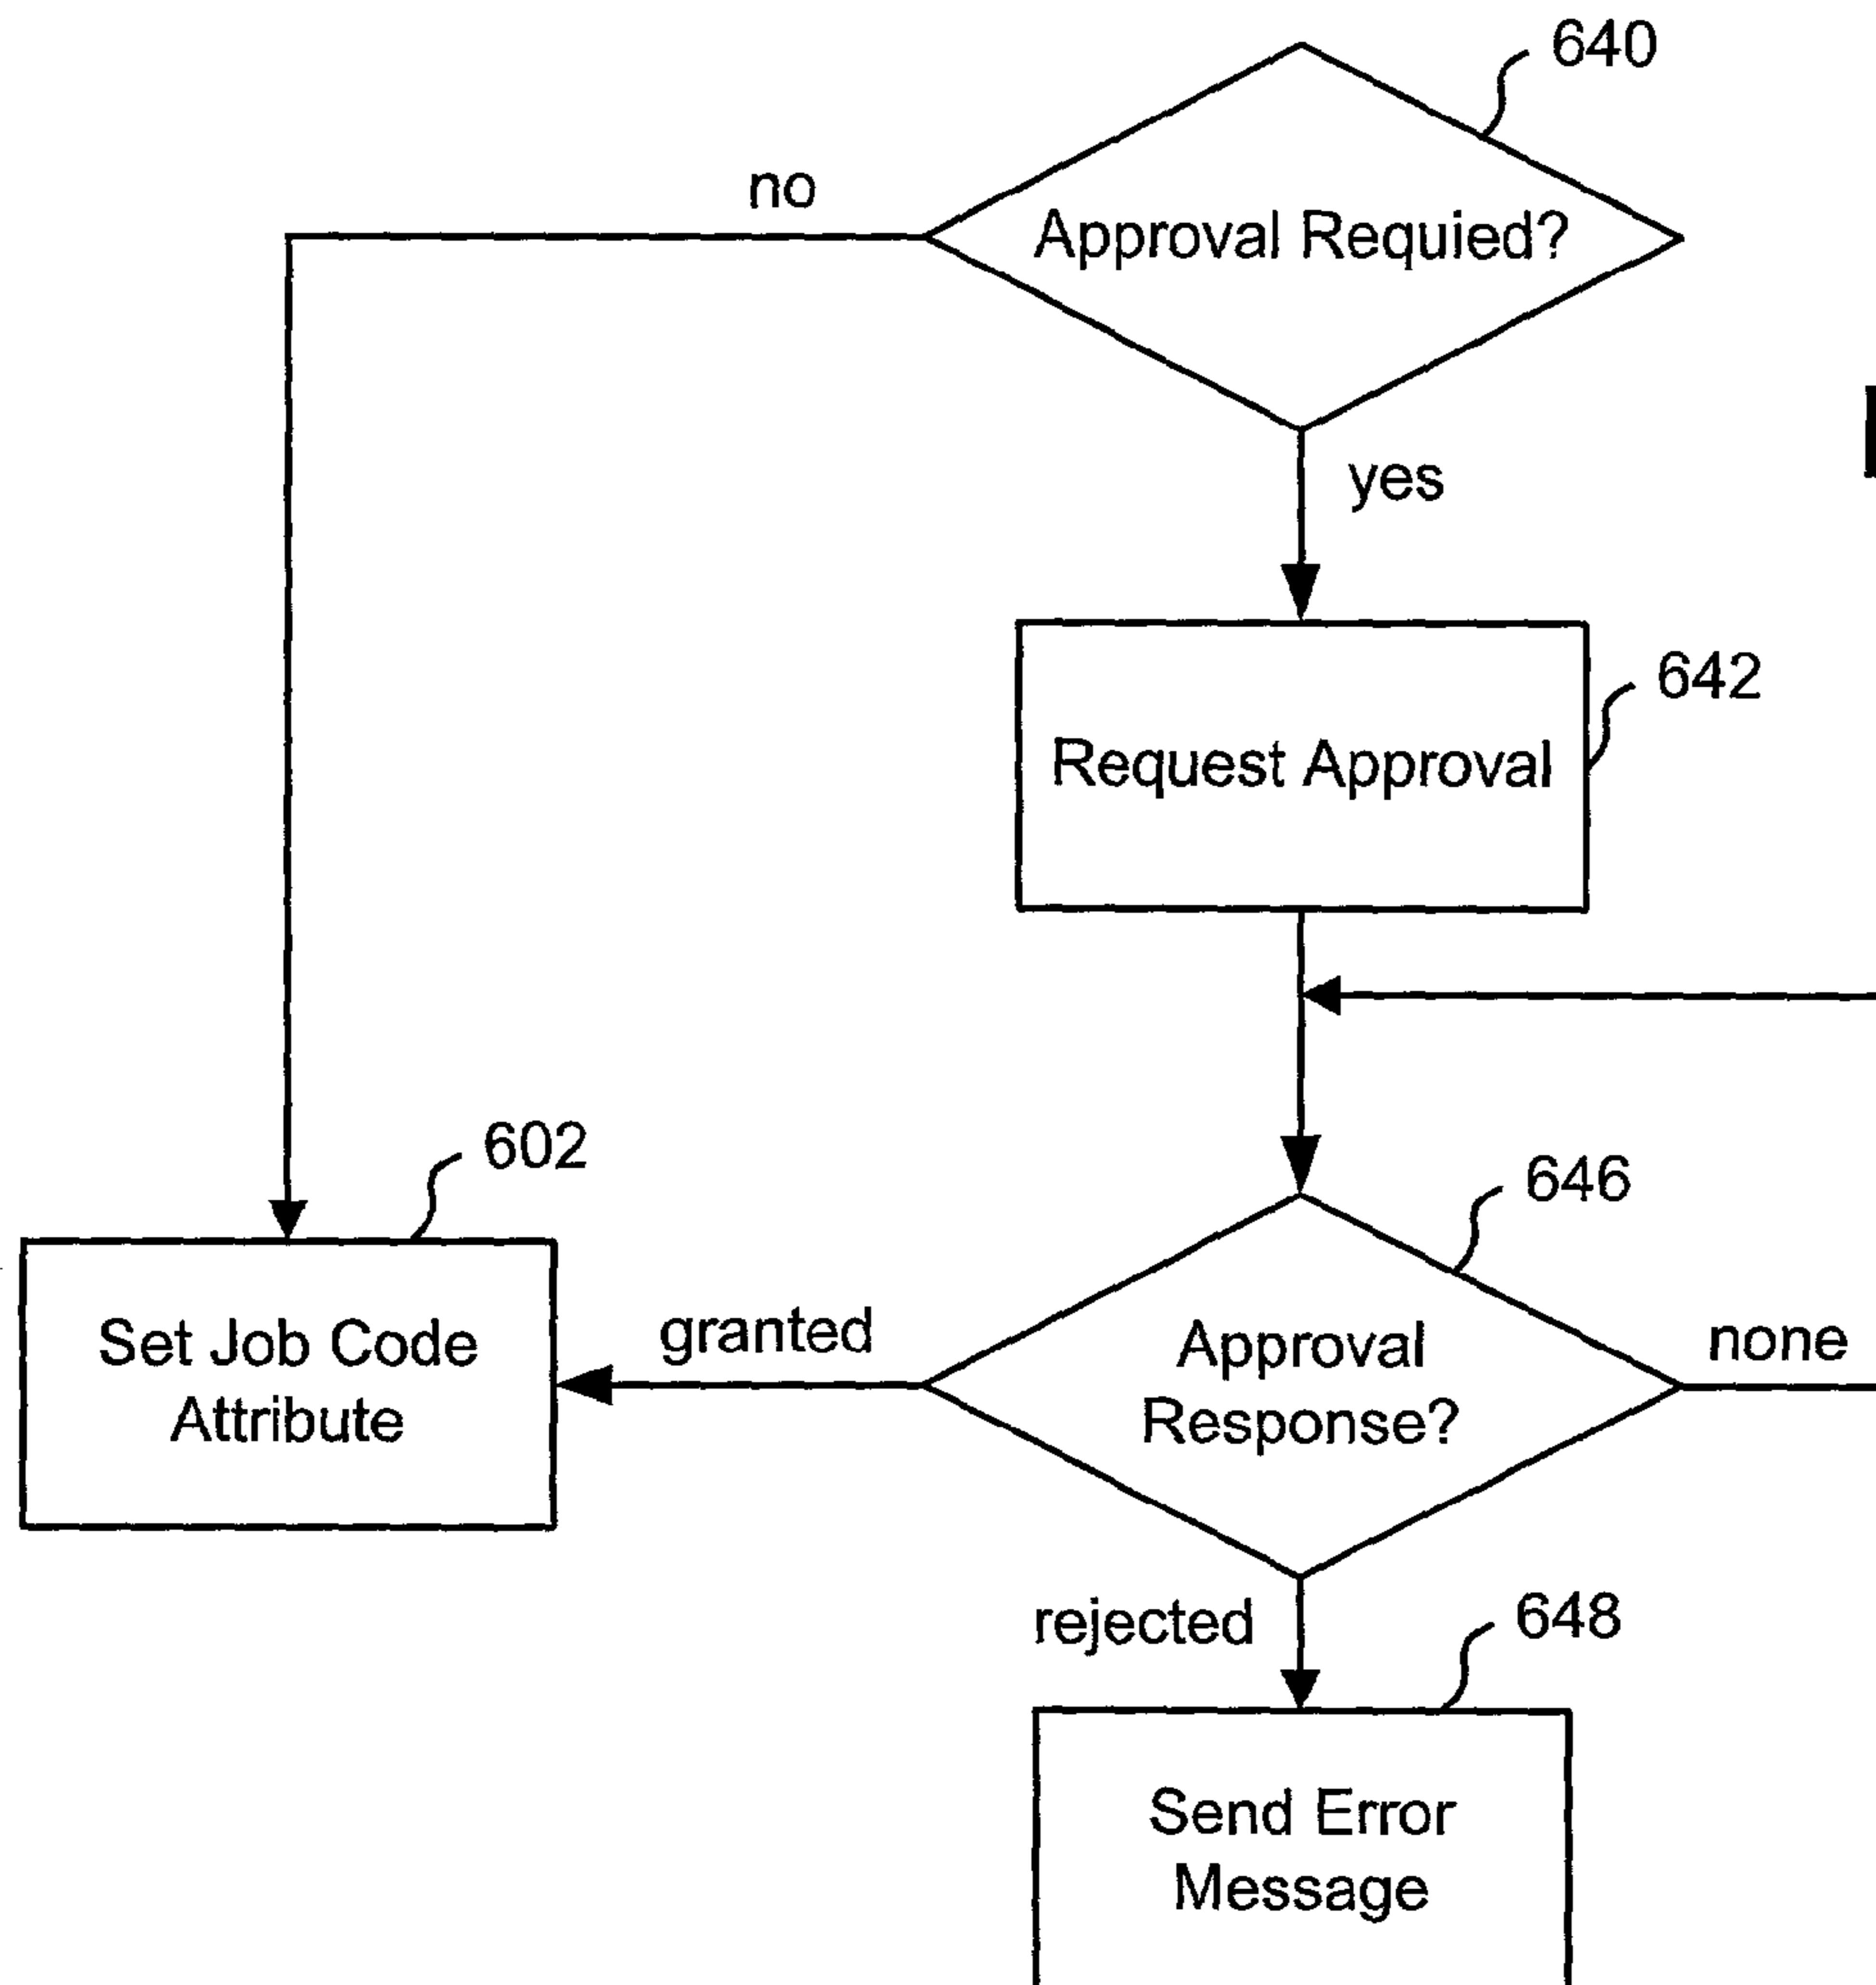 640
no
Approval Requied?
yes
642
Request Approval
602
646
Set Job Code
Attribute
granted
Approval
Response?
none
rejected
648
Send Error
Message